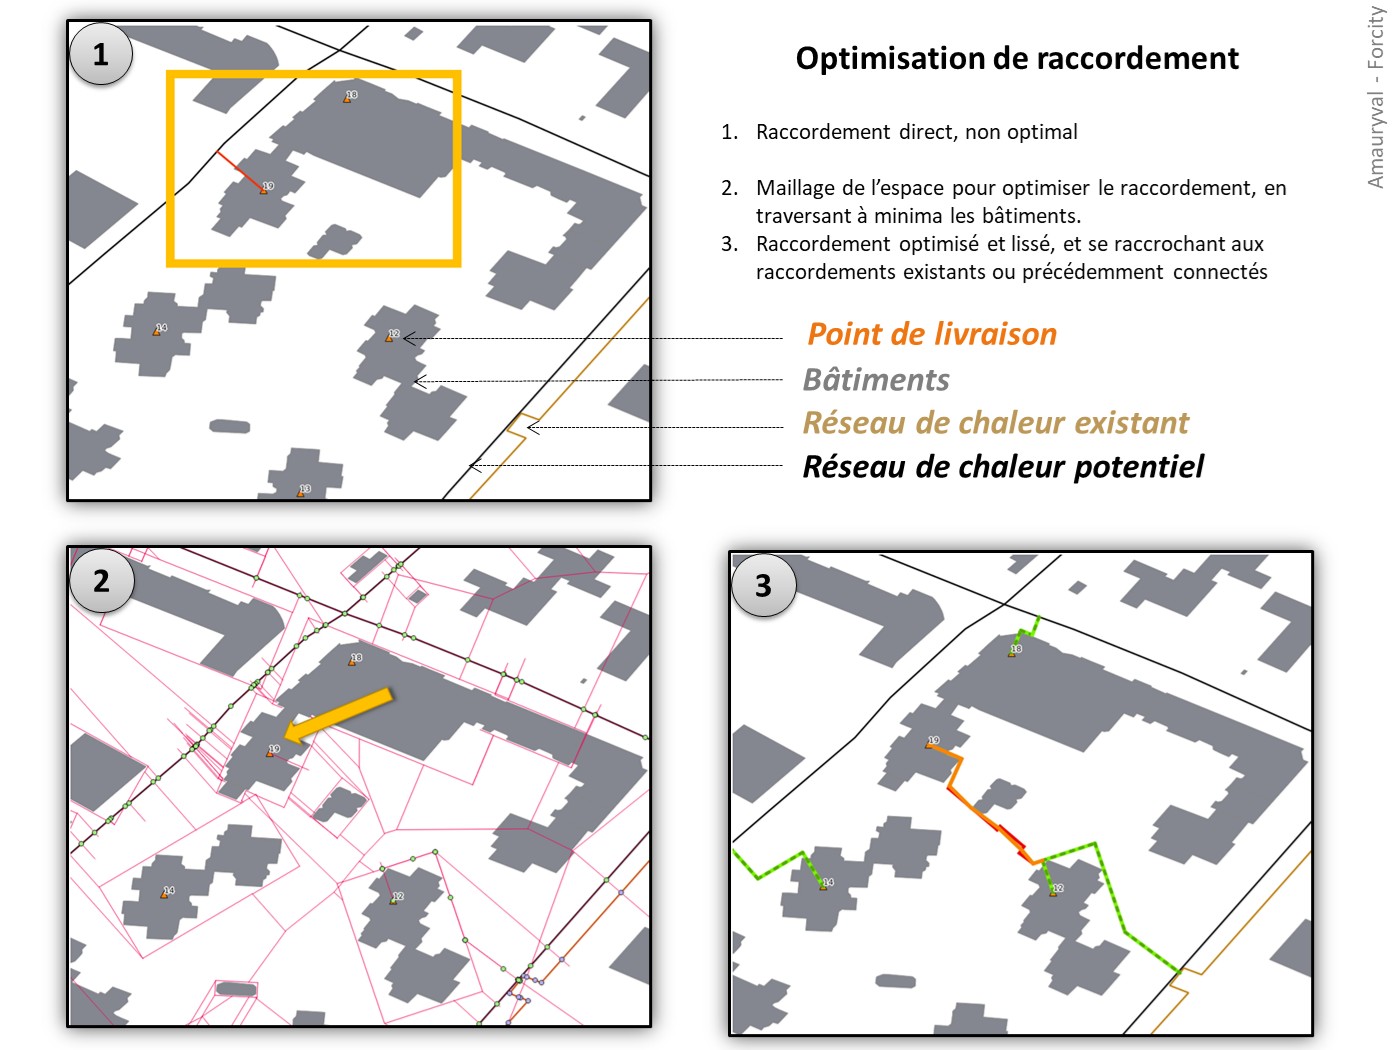 1
18
19
14
12
13
Optimisation de raccordement
1. Raccordement direct, non optimal
2. Maillage de l’espace pour optimiser le raccordement, en
traversant à minima les bâtiments.
3. Raccordement optimisé et lissé, et se raccrochant aux
raccordements existants ou précédemment connectés
Point de livraison
Bâtiments
Réseau de chaleur existant
Réseau de chaleur potentiel
Amauryval - Forcity
2
18
19
14
12
3
18
19
14
12